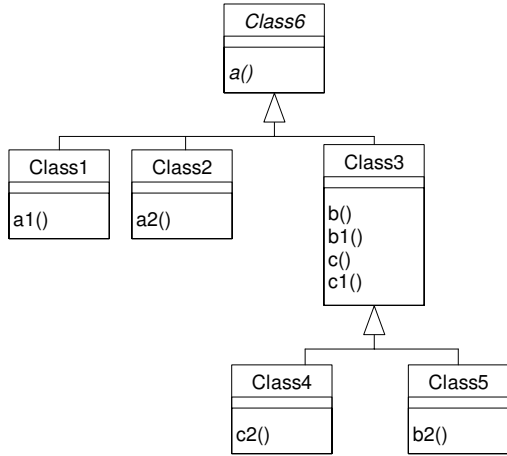 Class6
a()
Class1
a1()
Class2
a2()
Class3
b()
b1()
c()
c1()
Class4
c2()
Class5
b2()